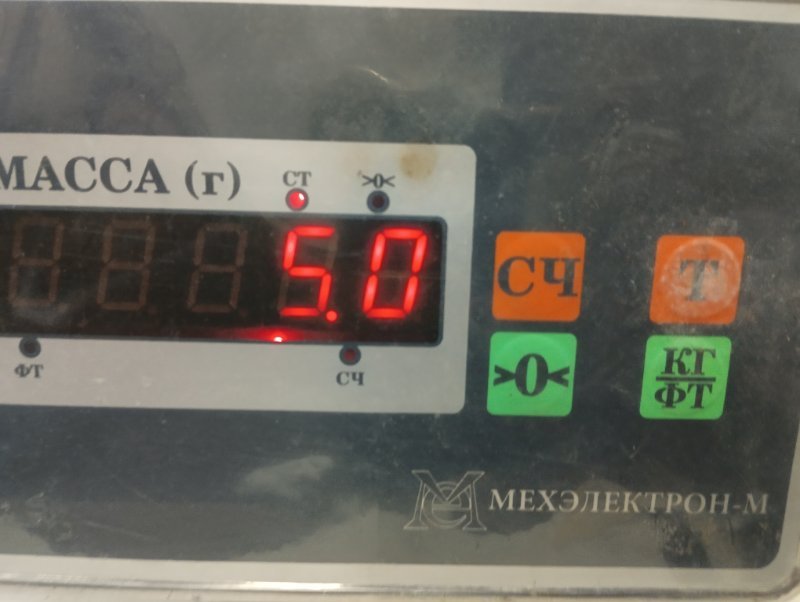 МАССА (г)
СТ
>0<
5.0
СЧ
Т
ФТ
СЧ
>0<
КГ
ФТ
МЕХЭЛЕКТРОН-М